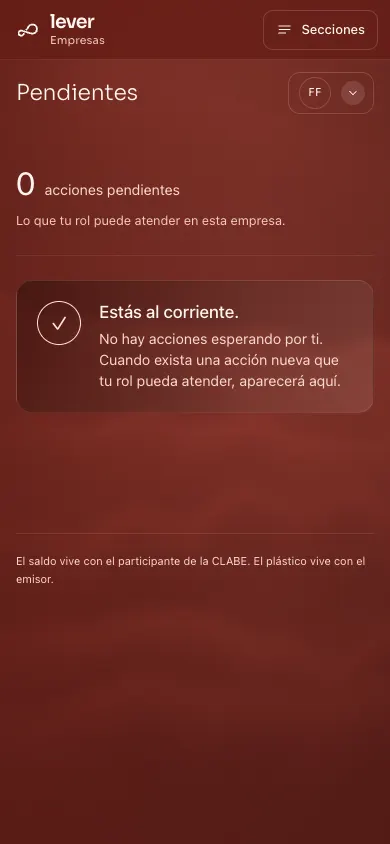 lever
Empresas
Secciones
Pendientes
FF
0 acciones pendientes
Lo que tu rol puede atender en esta empresa.
Estás al corriente.
No hay acciones esperando por ti.
Cuando exista una acción nueva que
tu rol pueda atender, aparecerá aquí.
El saldo vive con el participante de la CLABE. El plástico vive con el
emisor.